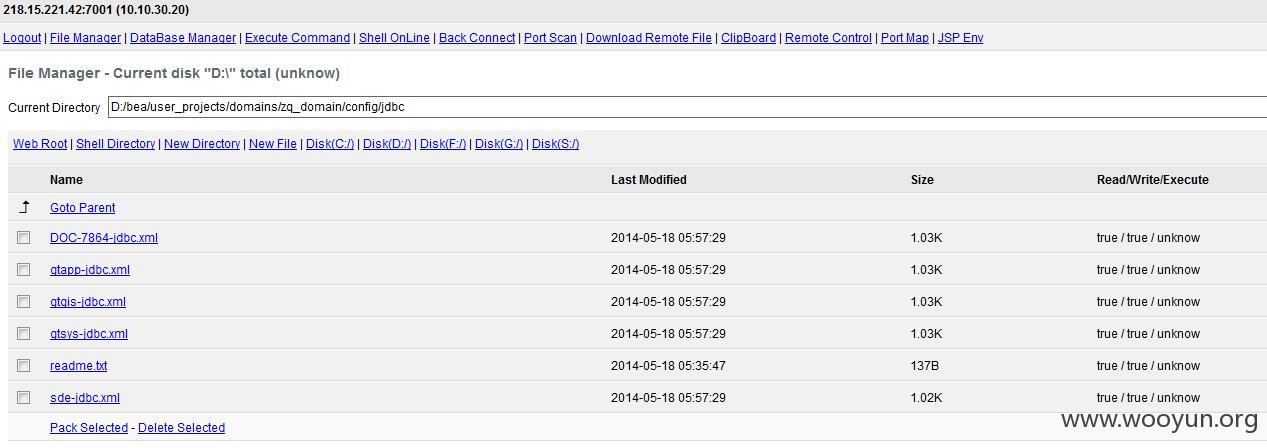 218.15.221.42:7001 (10.10.30.20)
Logout | File Manager | DataBase Manager | Execute Command | Shell OnLine | Back Connect | Port Scan | Download Remote File | ClipBoard | Remote Control | Port Map | JSP Env
File Manager - Current disk "D:\" total (unknow)
Current Directory D:/bea/user_projects/domains/zq_domain/config/jdbc
Web Root | Shell Directory | New Directory | New File | Disk(C:/) | Disk(D:/) | Disk(F:/) | Disk(G:/) | Disk(S:/)
Name Last Modified Size Read/Write/Execute
Goto Parent
DOC-7864-jdbc.xml 2014-05-18 05:57:29 1.03K true / true / unknow
gtapp-jdbc.xml 2014-05-18 05:57:29 1.03K true / true / unknow
gtgis-jdbc.xml 2014-05-18 05:57:29 1.03K true / true / unknow
gtsys-jdbc.xml 2014-05-18 05:57:29 1.03K true / true / unknow
readme.txt 2014-05-18 05:35:47 137B true / true / unknow
sde-jdbc.xml 2014-05-18 05:57:29 1.02K true / true / unknow
Pack Selected - Delete Selected
www.wooyun.org